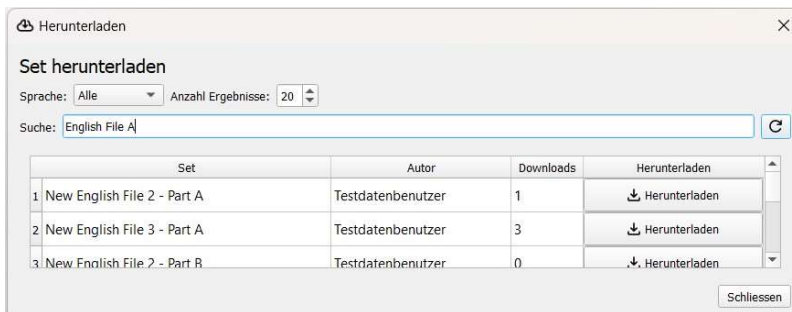 Herunterladen
Set herunterladen
Sprache: Alle Anzahl Ergebnisse: 20
Suche: English File A
Set Autor Downloads Herunterladen
1 New English File 2 - Part A Testdatenbenutzer 1 Herunterladen
2 New English File 3 - Part A Testdatenbenutzer 3 Herunterladen
3 New English File 2 - Part B Testdatenbenutzer 0 Herunterladen
Schliessen